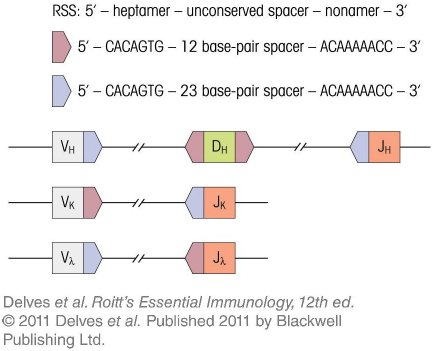 RSS: 5′ – heptamer – unconserved spacer – nonamer – 3′
5′ – CACAGTG – 12 base-pair spacer – ACAAAAACC – 3′
5′ – CACAGTG – 23 base-pair spacer – ACAAAAACC – 3′
VH DH JH
VK JK
Vλ Jλ
Delves et al. Roitt's Essential Immunology, 12th ed.
© 2011 Delves et al. Published 2011 by Blackwell
Publishing Ltd.